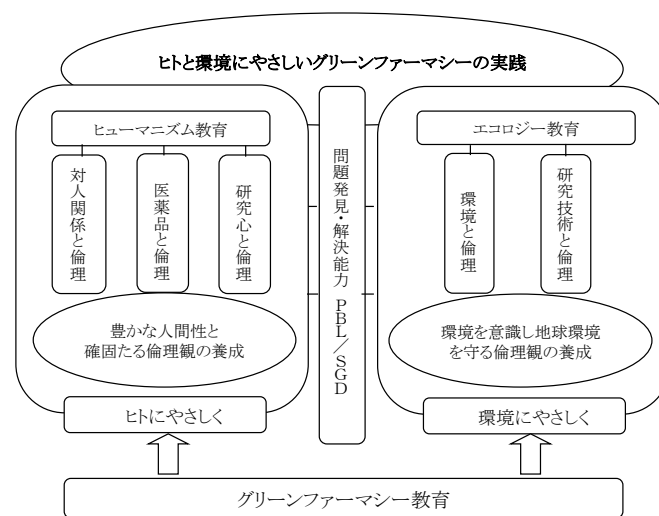 ヒトと環境にやさしいグリーンファーマシーの実践
ヒューマニズム教育
対人関係と倫理
医薬品と倫理
研究心と倫理
豊かな人間性と
確固たる倫理観の養成
ヒトにやさしく
問題発見・解決能力 PBL/SGD
エコロジー教育
環境と倫理
研究技術と倫理
環境を意識し地球環境
を守る倫理観の養成
環境にやさしく
グリーンファーマシー教育